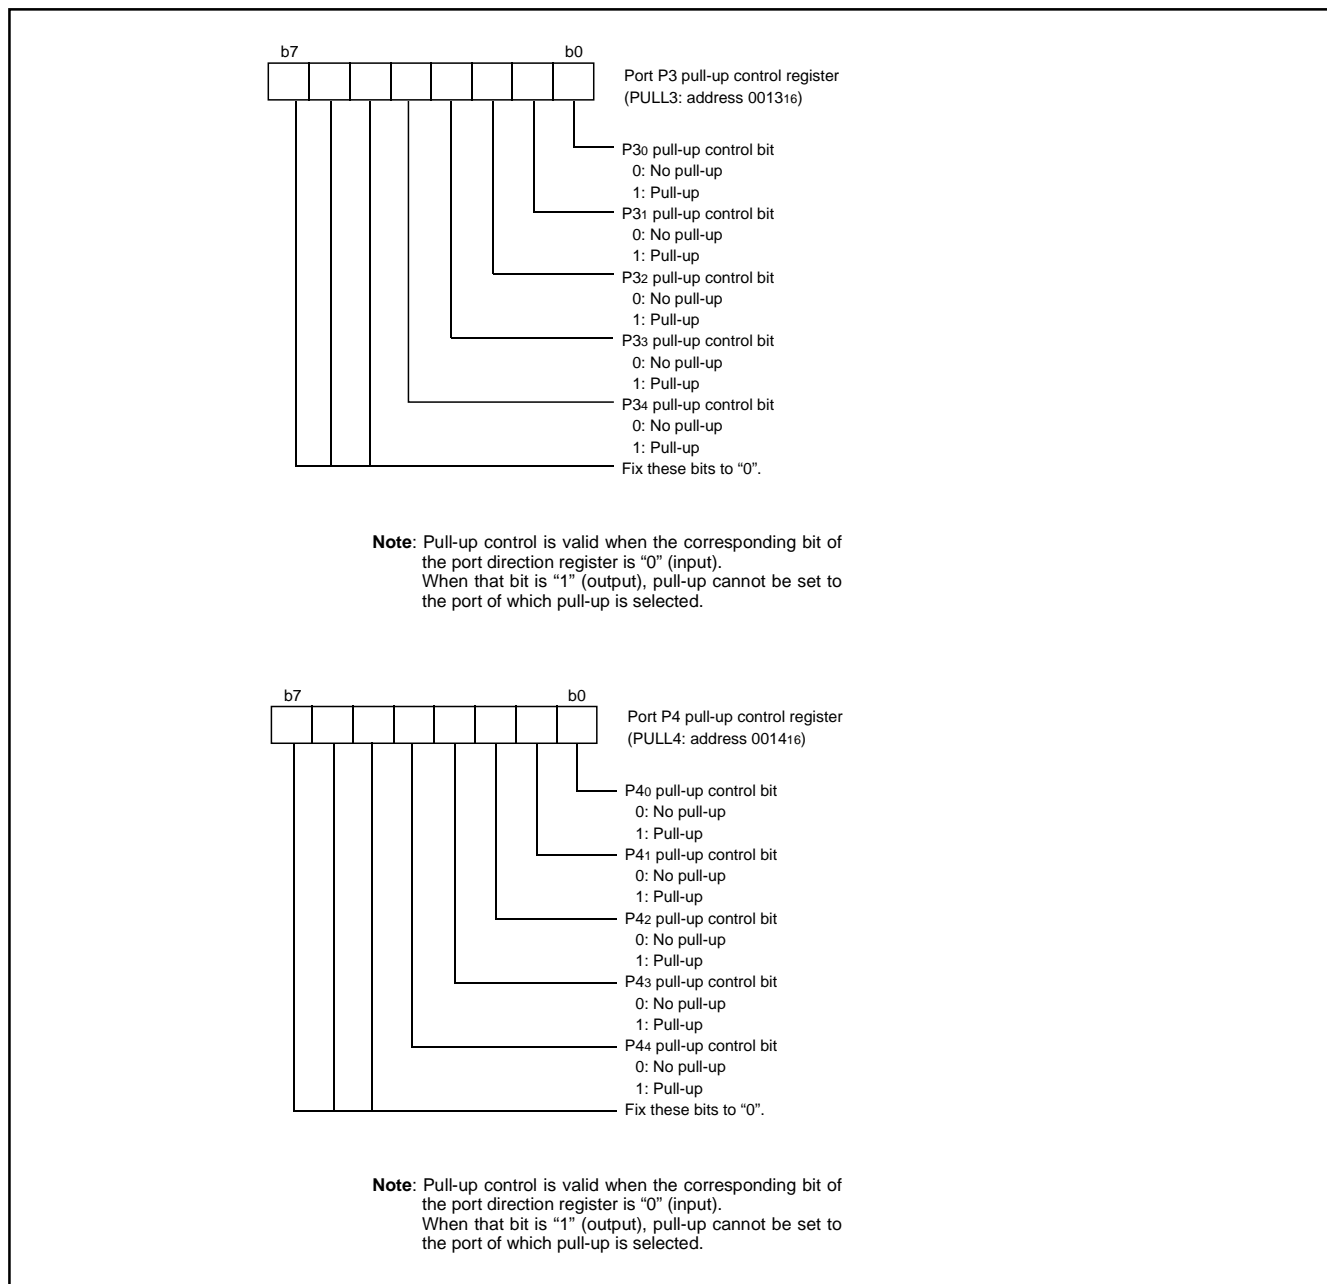 b7 b0
Port P3 pull-up control register
(PULL3: address 001316)
P30 pull-up control bit
0: No pull-up
1: Pull-up
P31 pull-up control bit
0: No pull-up
1: Pull-up
P32 pull-up control bit
0: No pull-up
1: Pull-up
P33 pull-up control bit
0: No pull-up
1: Pull-up
P34 pull-up control bit
0: No pull-up
1: Pull-up
Fix these bits to “0”.
Note: Pull-up control is valid when the corresponding bit of
the port direction register is “0” (input).
When that bit is “1” (output), pull-up cannot be set to
the port of which pull-up is selected.
b7 b0
Port P4 pull-up control register
(PULL4: address 001416)
P40 pull-up control bit
0: No pull-up
1: Pull-up
P41 pull-up control bit
0: No pull-up
1: Pull-up
P42 pull-up control bit
0: No pull-up
1: Pull-up
P43 pull-up control bit
0: No pull-up
1: Pull-up
P44 pull-up control bit
0: No pull-up
1: Pull-up
Fix these bits to “0”.
Note: Pull-up control is valid when the corresponding bit of
the port direction register is “0” (input).
When that bit is “1” (output), pull-up cannot be set to
the port of which pull-up is selected.